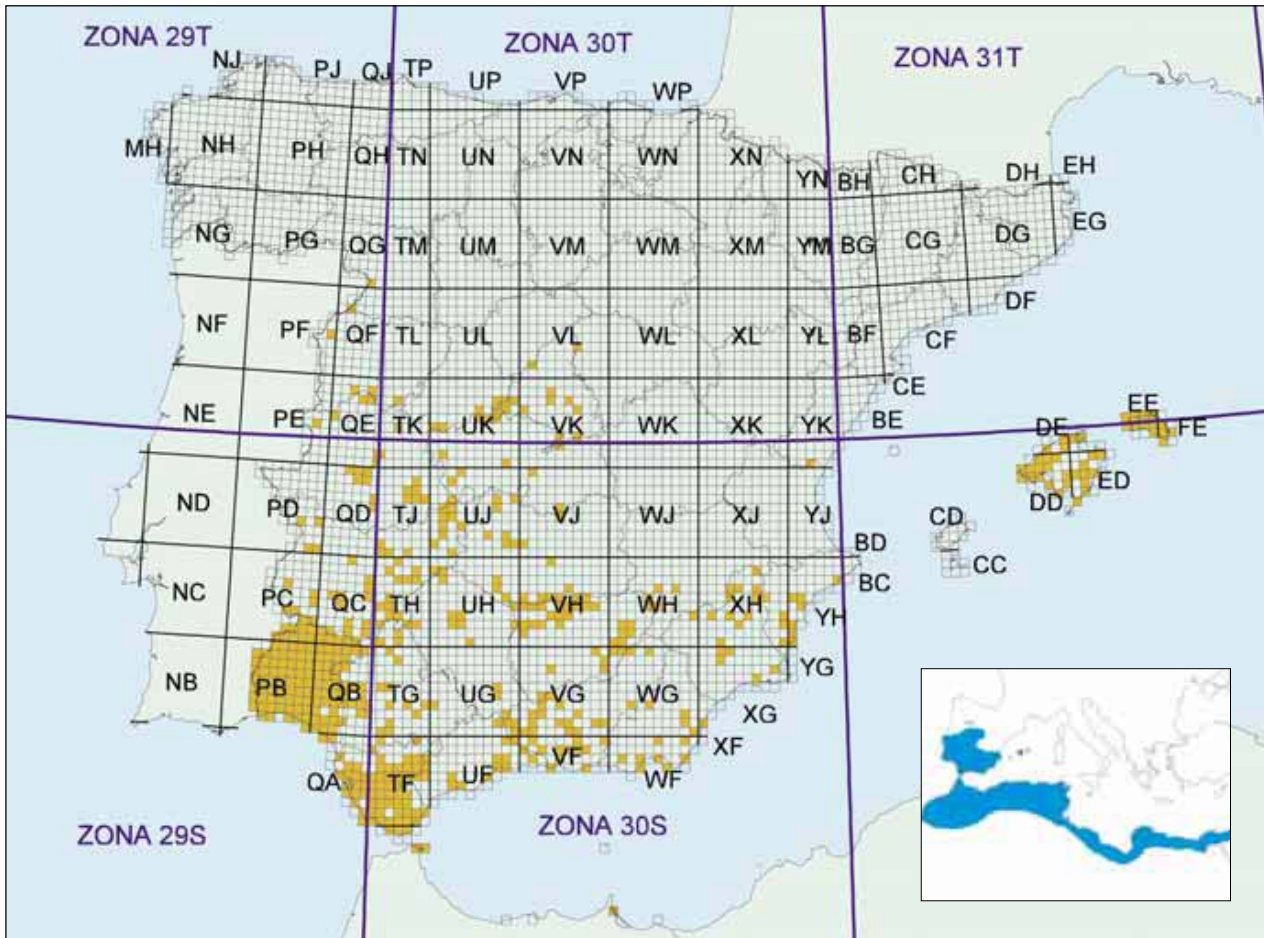 ZONA 29T
ZONA 30T
ZONA 31T
NJ PJ QJ TP UP VP WP
MH NH PH QH TN UN VN WN XN YN BH CH DH EH
NG PG QG TM UM VM WM XM YM BG CG DG EG
NF PF QF TL UL VL WL XL YL BF CF DF
NE PE QE TK UK VK WK XK YK BE CE DE EE FE
ND PD QD TJ UJ VJ WJ XJ YJ BD CD DD ED
NC PC QC TH UH VH WH XH YH BC CC
NB PB QB TG UG VG WG XG YG
QA TF UF VF WF XF
ZONA 29S
ZONA 30S